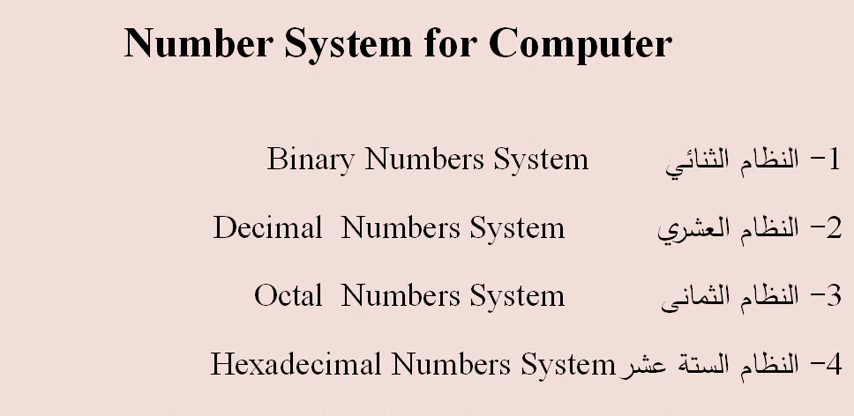 Number System for Computer
1- النظام الثنائي Binary Numbers System
2- النظام العشري Decimal Numbers System
3- النظام الثمانى Octal Numbers System
4- النظام الستة عشر Hexadecimal Numbers System